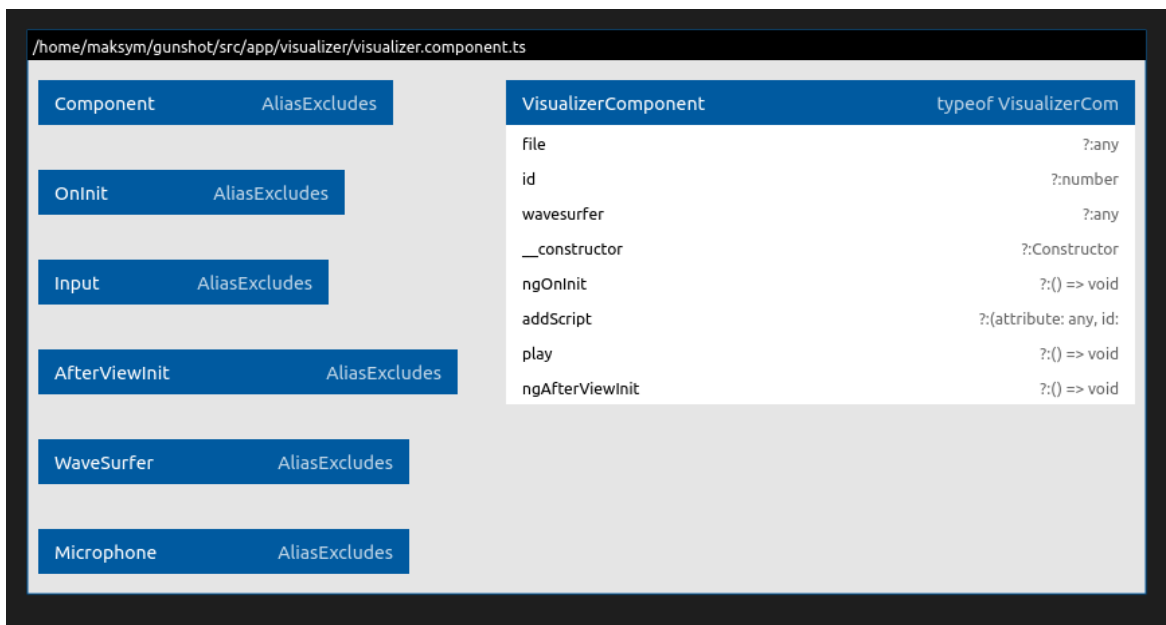 /home/maksym/gunshot/src/app/visualizer/visualizer.component.ts
Component AliasExcludes
OnInit AliasExcludes
Input AliasExcludes
AfterViewInit AliasExcludes
WaveSurfer AliasExcludes
Microphone AliasExcludes
VisualizerComponent typeof VisualizerCom
file ?:any
id ?:number
wavesurfer ?:any
__constructor ?:Constructor
ngOnInit ?:() => void
addScript ?:(attribute: any, id:
play ?:() => void
ngAfterViewInit ?:() => void